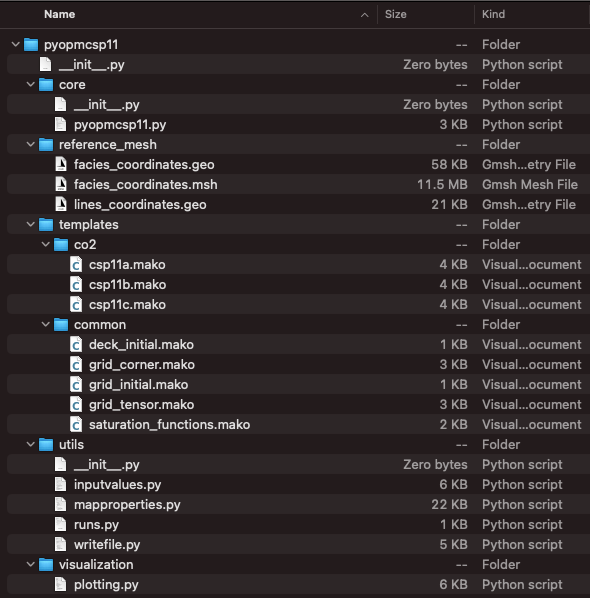 Name Size Kind
pyopmcsp11 -- Folder
__init__.py Zero bytes Python script
core -- Folder
__init__.py Zero bytes Python script
pyopmcsp11.py 3 KB Python script
reference_mesh -- Folder
facies_coordinates.geo 58 KB Gmsh...etry File
facies_coordinates.msh 11.5 MB Gmsh Mesh File
lines_coordinates.geo 21 KB Gmsh...etry File
templates -- Folder
co2 -- Folder
csp11a.mako 4 KB Visual...ocument
csp11b.mako 4 KB Visual...ocument
csp11c.mako 4 KB Visual...ocument
common -- Folder
deck_initial.mako 1 KB Visual...ocument
grid_corner.mako 3 KB Visual...ocument
grid_initial.mako 1 KB Visual...ocument
grid_tensor.mako 3 KB Visual...ocument
saturation_functions.mako 2 KB Visual...ocument
utils -- Folder
__init__.py Zero bytes Python script
inputvalues.py 6 KB Python script
mapproperties.py 22 KB Python script
runs.py 1 KB Python script
writefile.py 5 KB Python script
visualization -- Folder
plotting.py 6 KB Python script